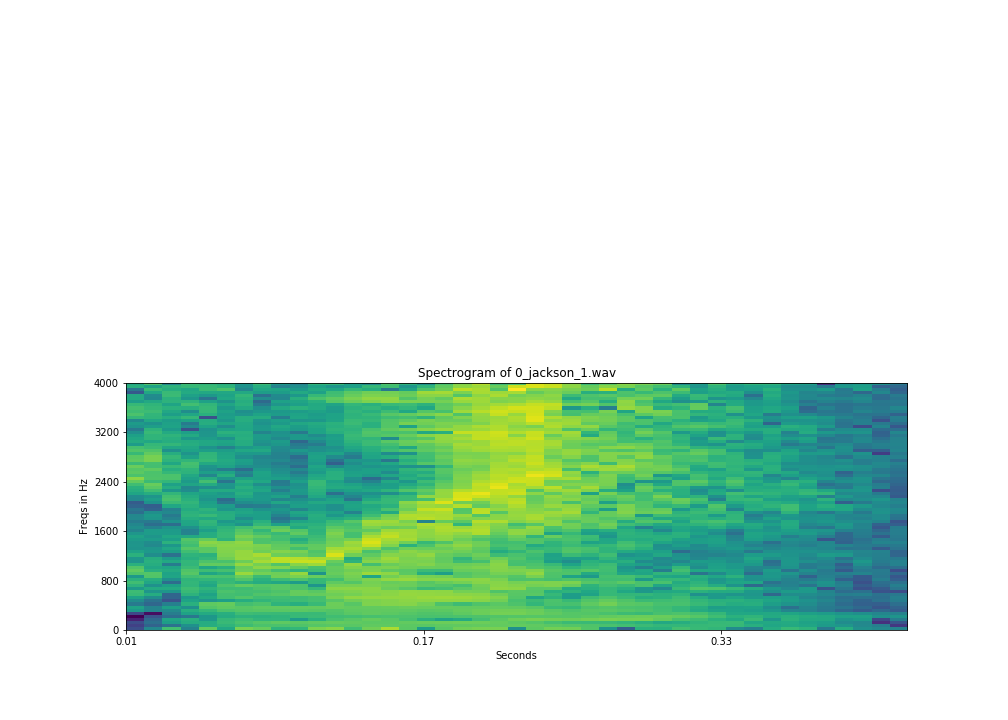 Spectrogram of 0_jackson_1.wav
4000
3200
2400
1600
800
0
Freqs in Hz
0.01 0.17 0.33
Seconds